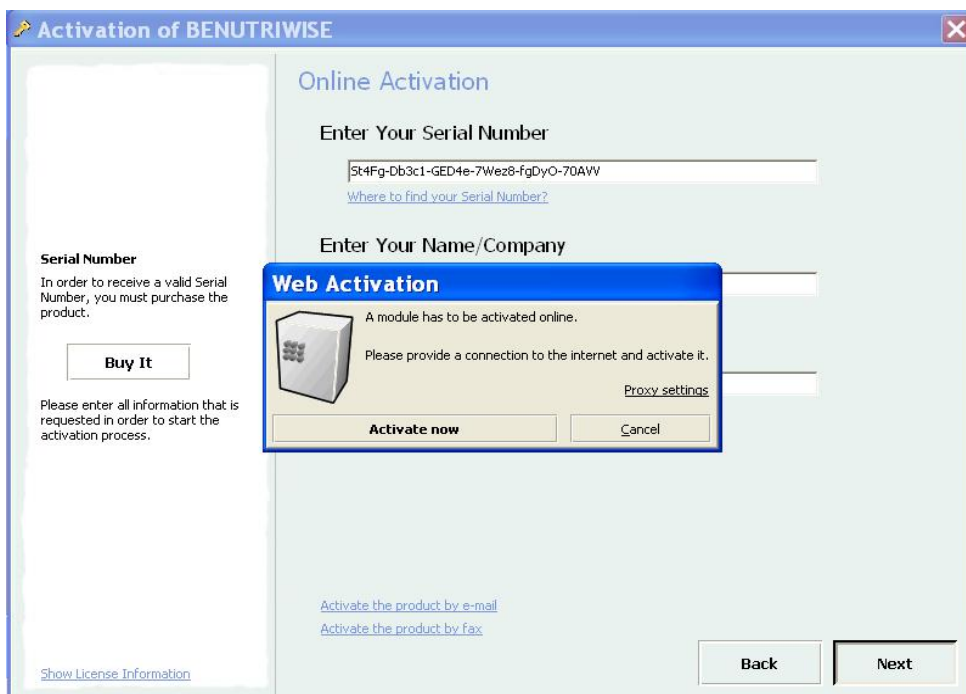 Activation of BENUTRIWISE
Online Activation
Enter Your Serial Number
St4Fg-Db3c1-GED4e-7Wez8-fgDyO-70AVV
Where to find your Serial Number?
Enter Your Name/Company
Serial Number
In order to receive a valid Serial
Number, you must purchase the
product.
Buy It
Please enter all information that is
requested in order to start the
activation process.
Web Activation
A module has to be activated online.
Please provide a connection to the internet and activate it.
Proxy settings
Activate now
Cancel
Activate the product by e-mail
Activate the product by fax
Show License Information
Back
Next